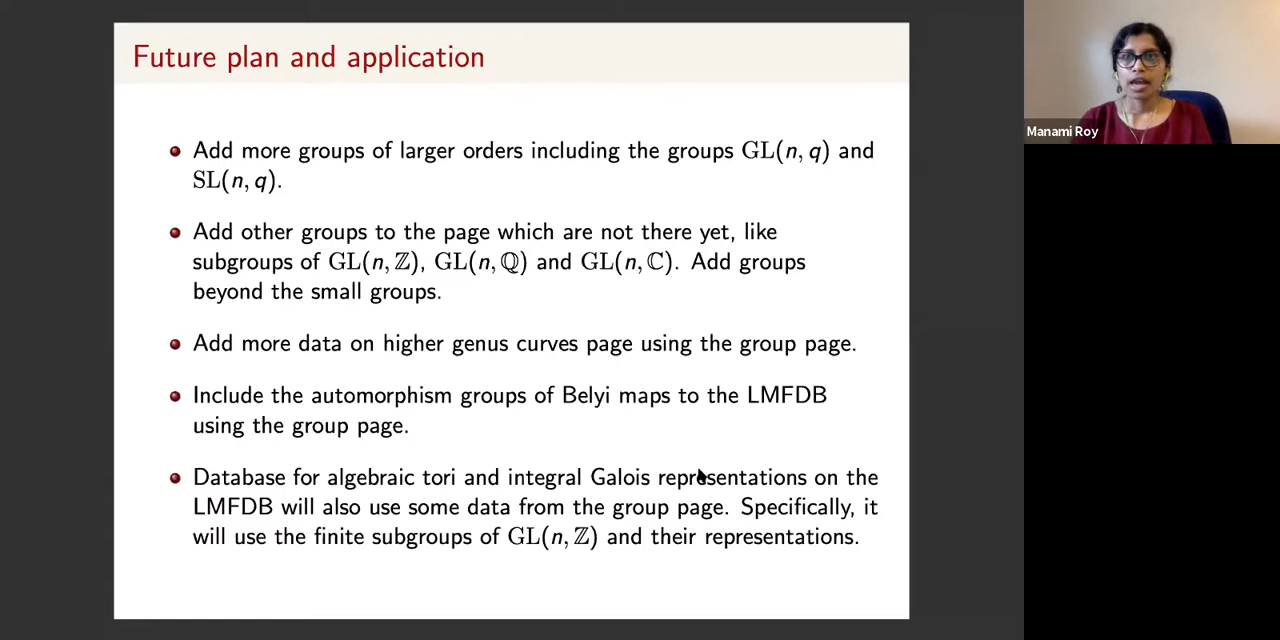 Future plan and application
Add more groups of larger orders including the groups GL(n, q) and
SL(n, q).
Add other groups to the page which are not there yet, like
subgroups of GL(n, ℤ), GL(n, ℚ) and GL(n, ℂ). Add groups
beyond the small groups.
Add more data on higher genus curves page using the group page.
Include the automorphism groups of Belyi maps to the LMFDB
using the group page.
Database for algebraic tori and integral Galois representations on the
LMFDB will also use some data from the group page. Specifically, it
will use the finite subgroups of GL(n, ℤ) and their representations.
Manami Roy